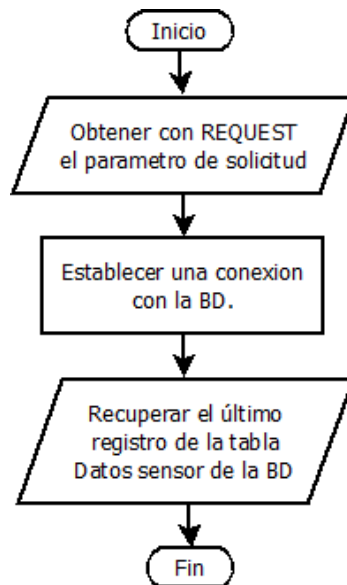 Inicio
Obtener con REQUEST
el parametro de solicitud
Establecer una conexion
con la BD.
Recuperar el último
registro de la tabla
Datos sensor de la BD
Fin